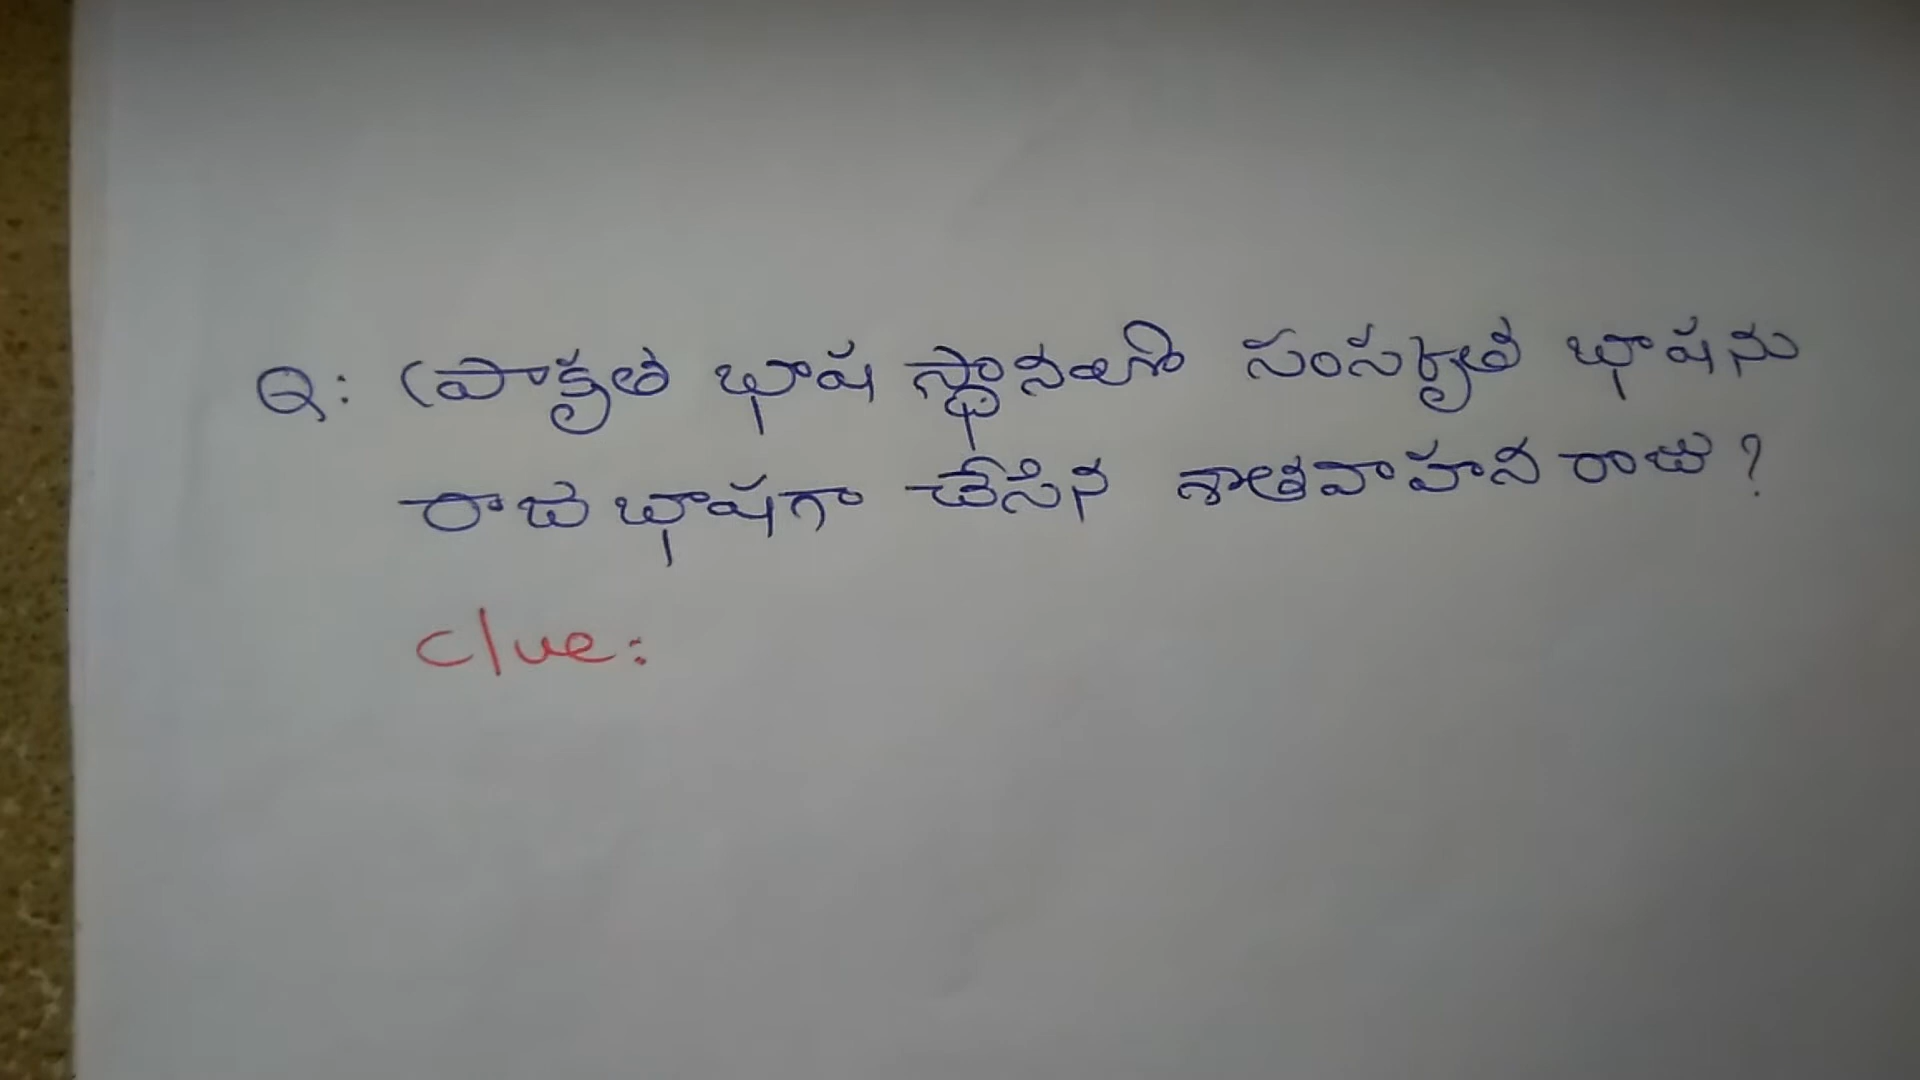 Q: ప్రాకృత భాష స్థానంలో సంస్కృత భాషను
రాజ భాషగా చేసిన శాతవాహన రాజు?
Clue: